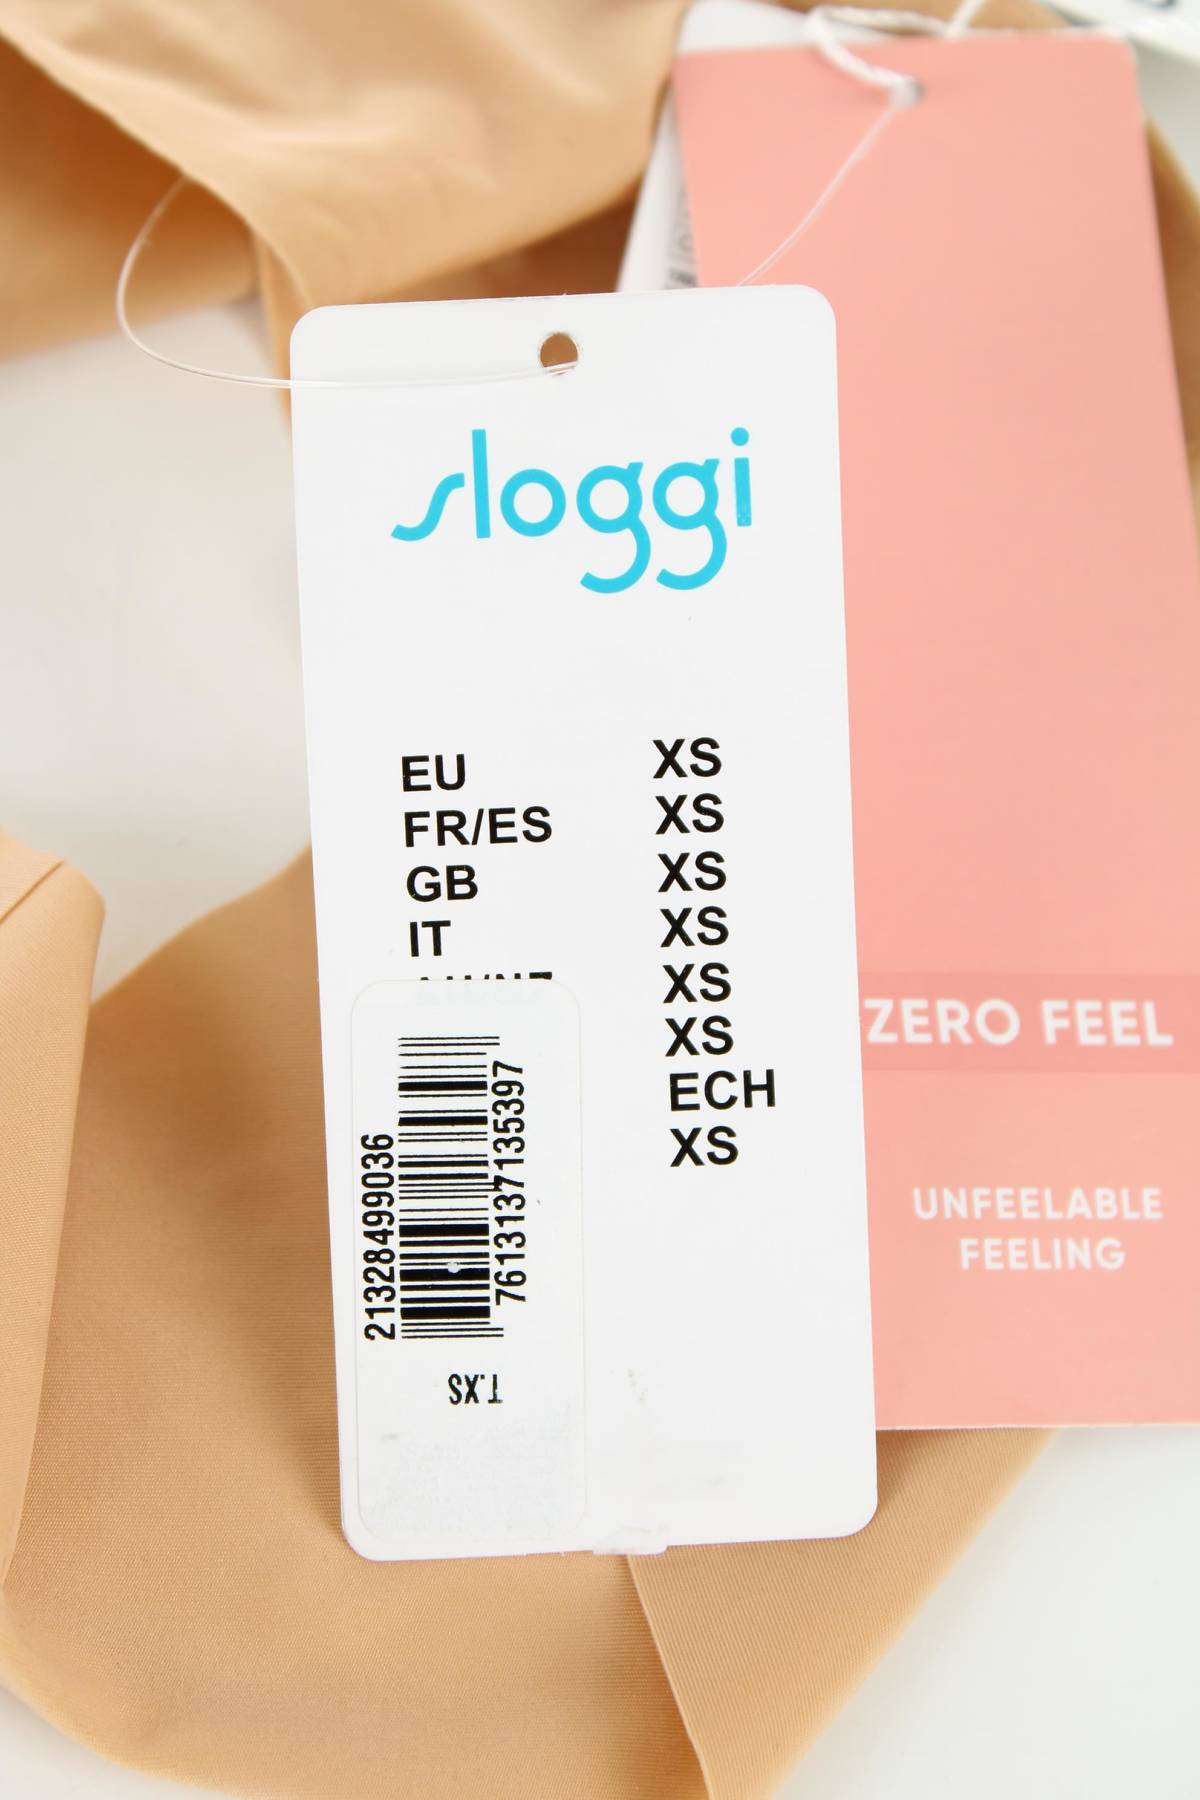 sloggi
EU XS
FR/ES XS
GB XS
IT XS
XS
XS
ECH
XS
2132849036
7613137135397
T.XS
ZERO FEEL
UNFEELABLE
FEELING